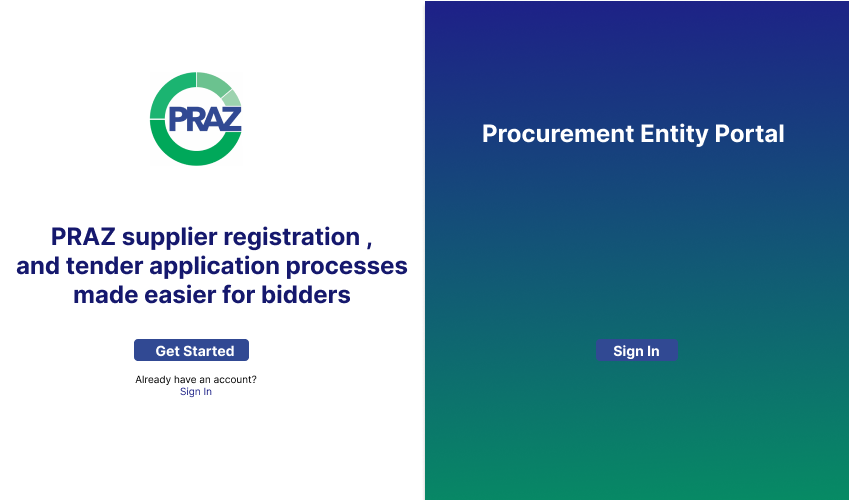 PRAZ
PRAZ supplier registration ,
and tender application processes
made easier for bidders
Get Started
Already have an account?
Sign In
Procurement Entity Portal
Sign In